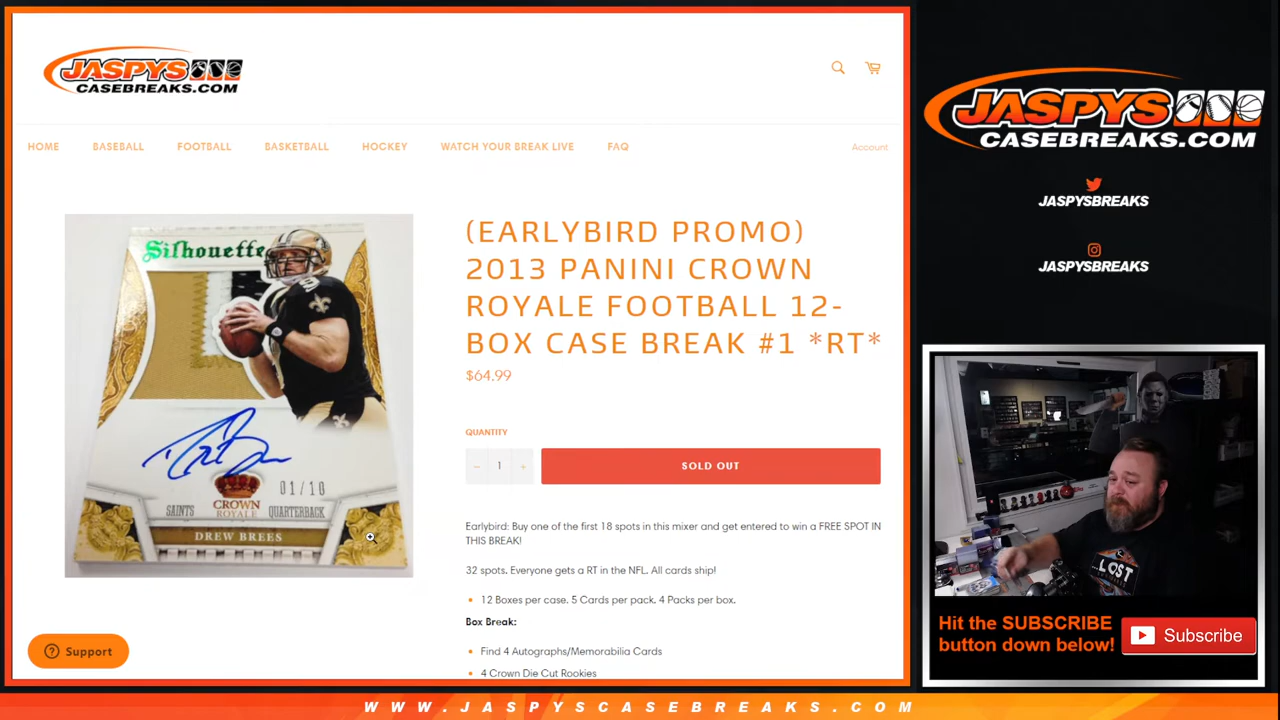 JASPYS
CASEBREAKS.COM
HOME
BASEBALL
FOOTBALL
BASKETBALL
HOCKEY
WATCH YOUR BREAK LIVE
FAQ
Account
Silhouette
01/10
SAINTS
CROWN
ROYALE
QUARTERBACK
DREW BREES
(EARLYBIRD PROMO)
2013 PANINI CROWN
ROYALE FOOTBALL 12-
BOX CASE BREAK #1 *RT*
$64.99
QUANTITY
− 1 +
SOLD OUT
Earlybird: Buy one of the first 18 spots in this mixer and get entered to win a FREE SPOT IN
THIS BREAK!
32 spots. Everyone gets a RT in the NFL. All cards ship!
• 12 Boxes per case. 5 Cards per pack. 4 Packs per box.
Box Break:
• Find 4 Autographs/Memorabilia Cards
• 4 Crown Die Cut Rookies
Support
JASPYS
CASEBREAKS.COM
JASPYSBREAKS
JASPYSBREAKS
...LOST
Hit the SUBSCRIBE
button down below!
Subscribe
WWW.JASPYSCASEBREAKS.COM